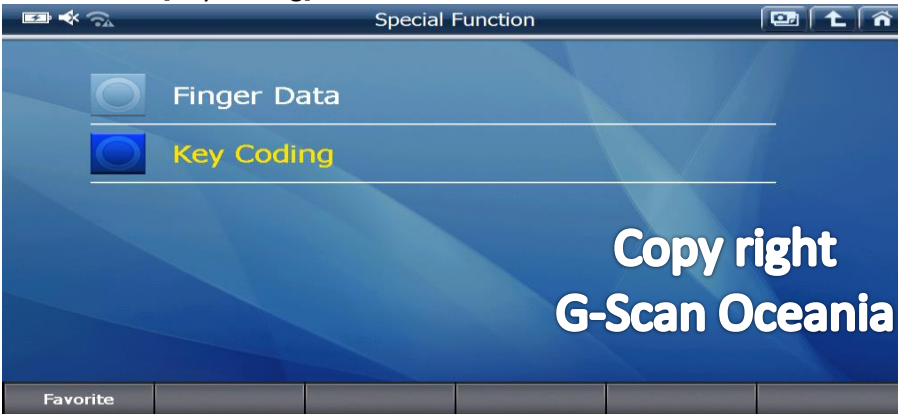 Special Function
Finger Data
Key Coding
Copy right
G-Scan Oceania
Favorite